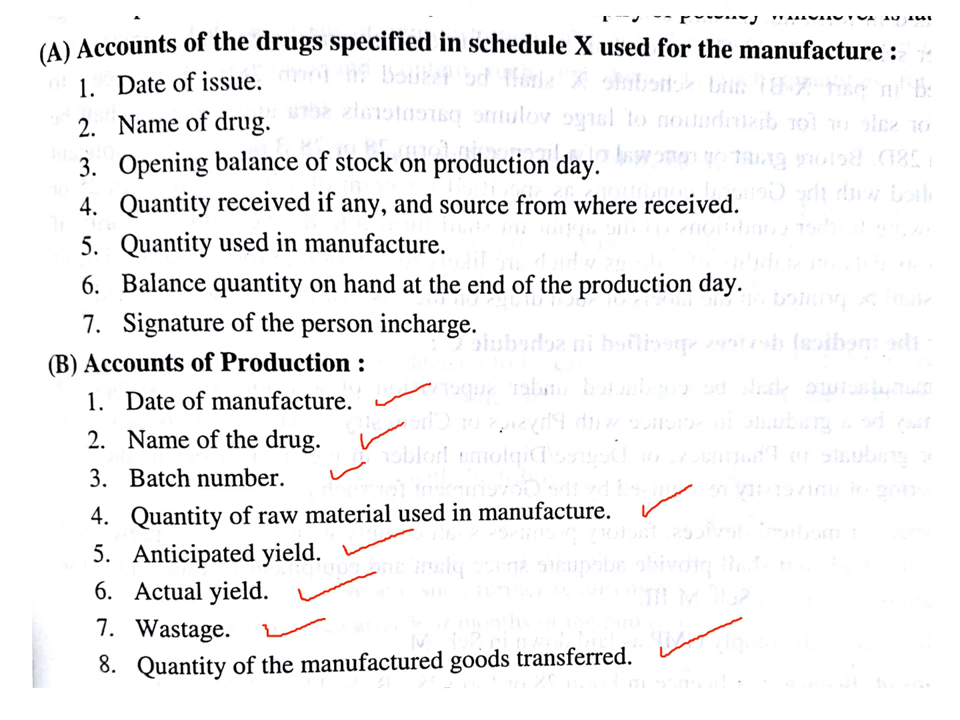 (A) Accounts of the drugs specified in schedule X used for the manufacture :
1. Date of issue.
2. Name of drug.
3. Opening balance of stock on production day.
4. Quantity received if any, and source from where received.
5. Quantity used in manufacture.
6. Balance quantity on hand at the end of the production day.
7. Signature of the person incharge.
(B) Accounts of Production :
1. Date of manufacture.
2. Name of the drug.
3. Batch number.
4. Quantity of raw material used in manufacture.
5. Anticipated yield.
6. Actual yield.
7. Wastage.
8. Quantity of the manufactured goods transferred.